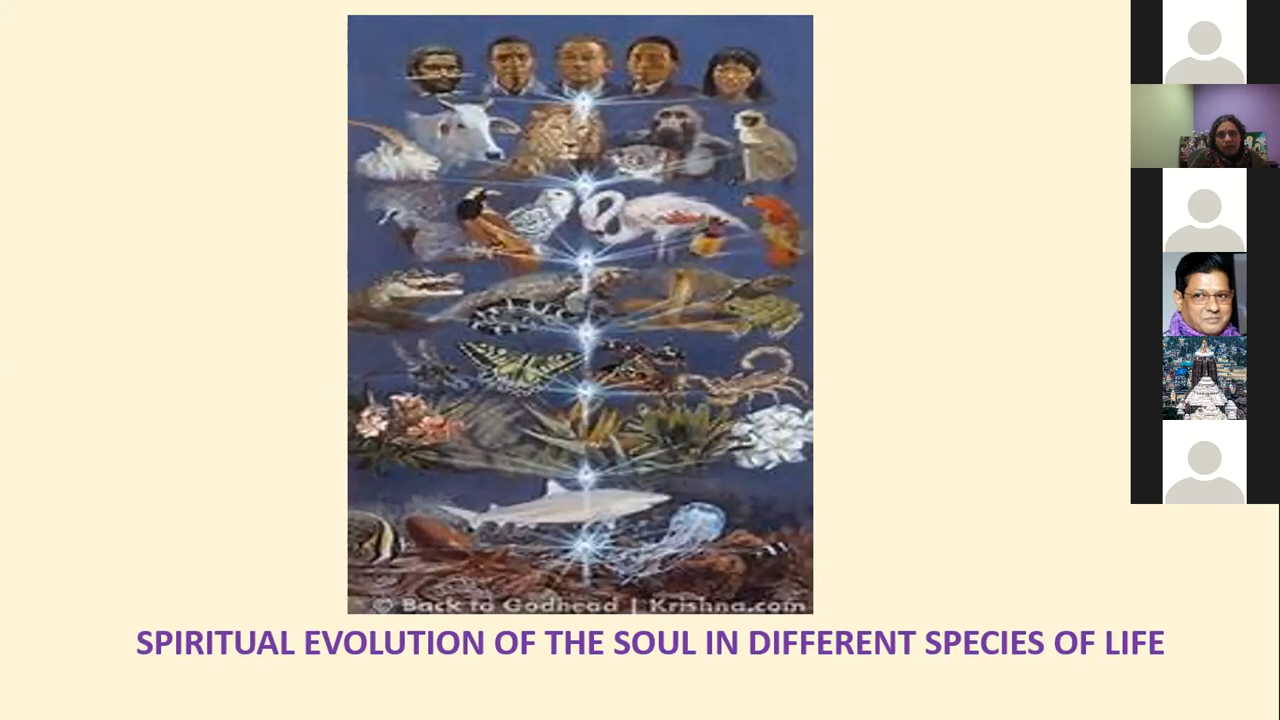 © Back to Godhead | Krishna.com
SPIRITUAL EVOLUTION OF THE SOUL IN DIFFERENT SPECIES OF LIFE